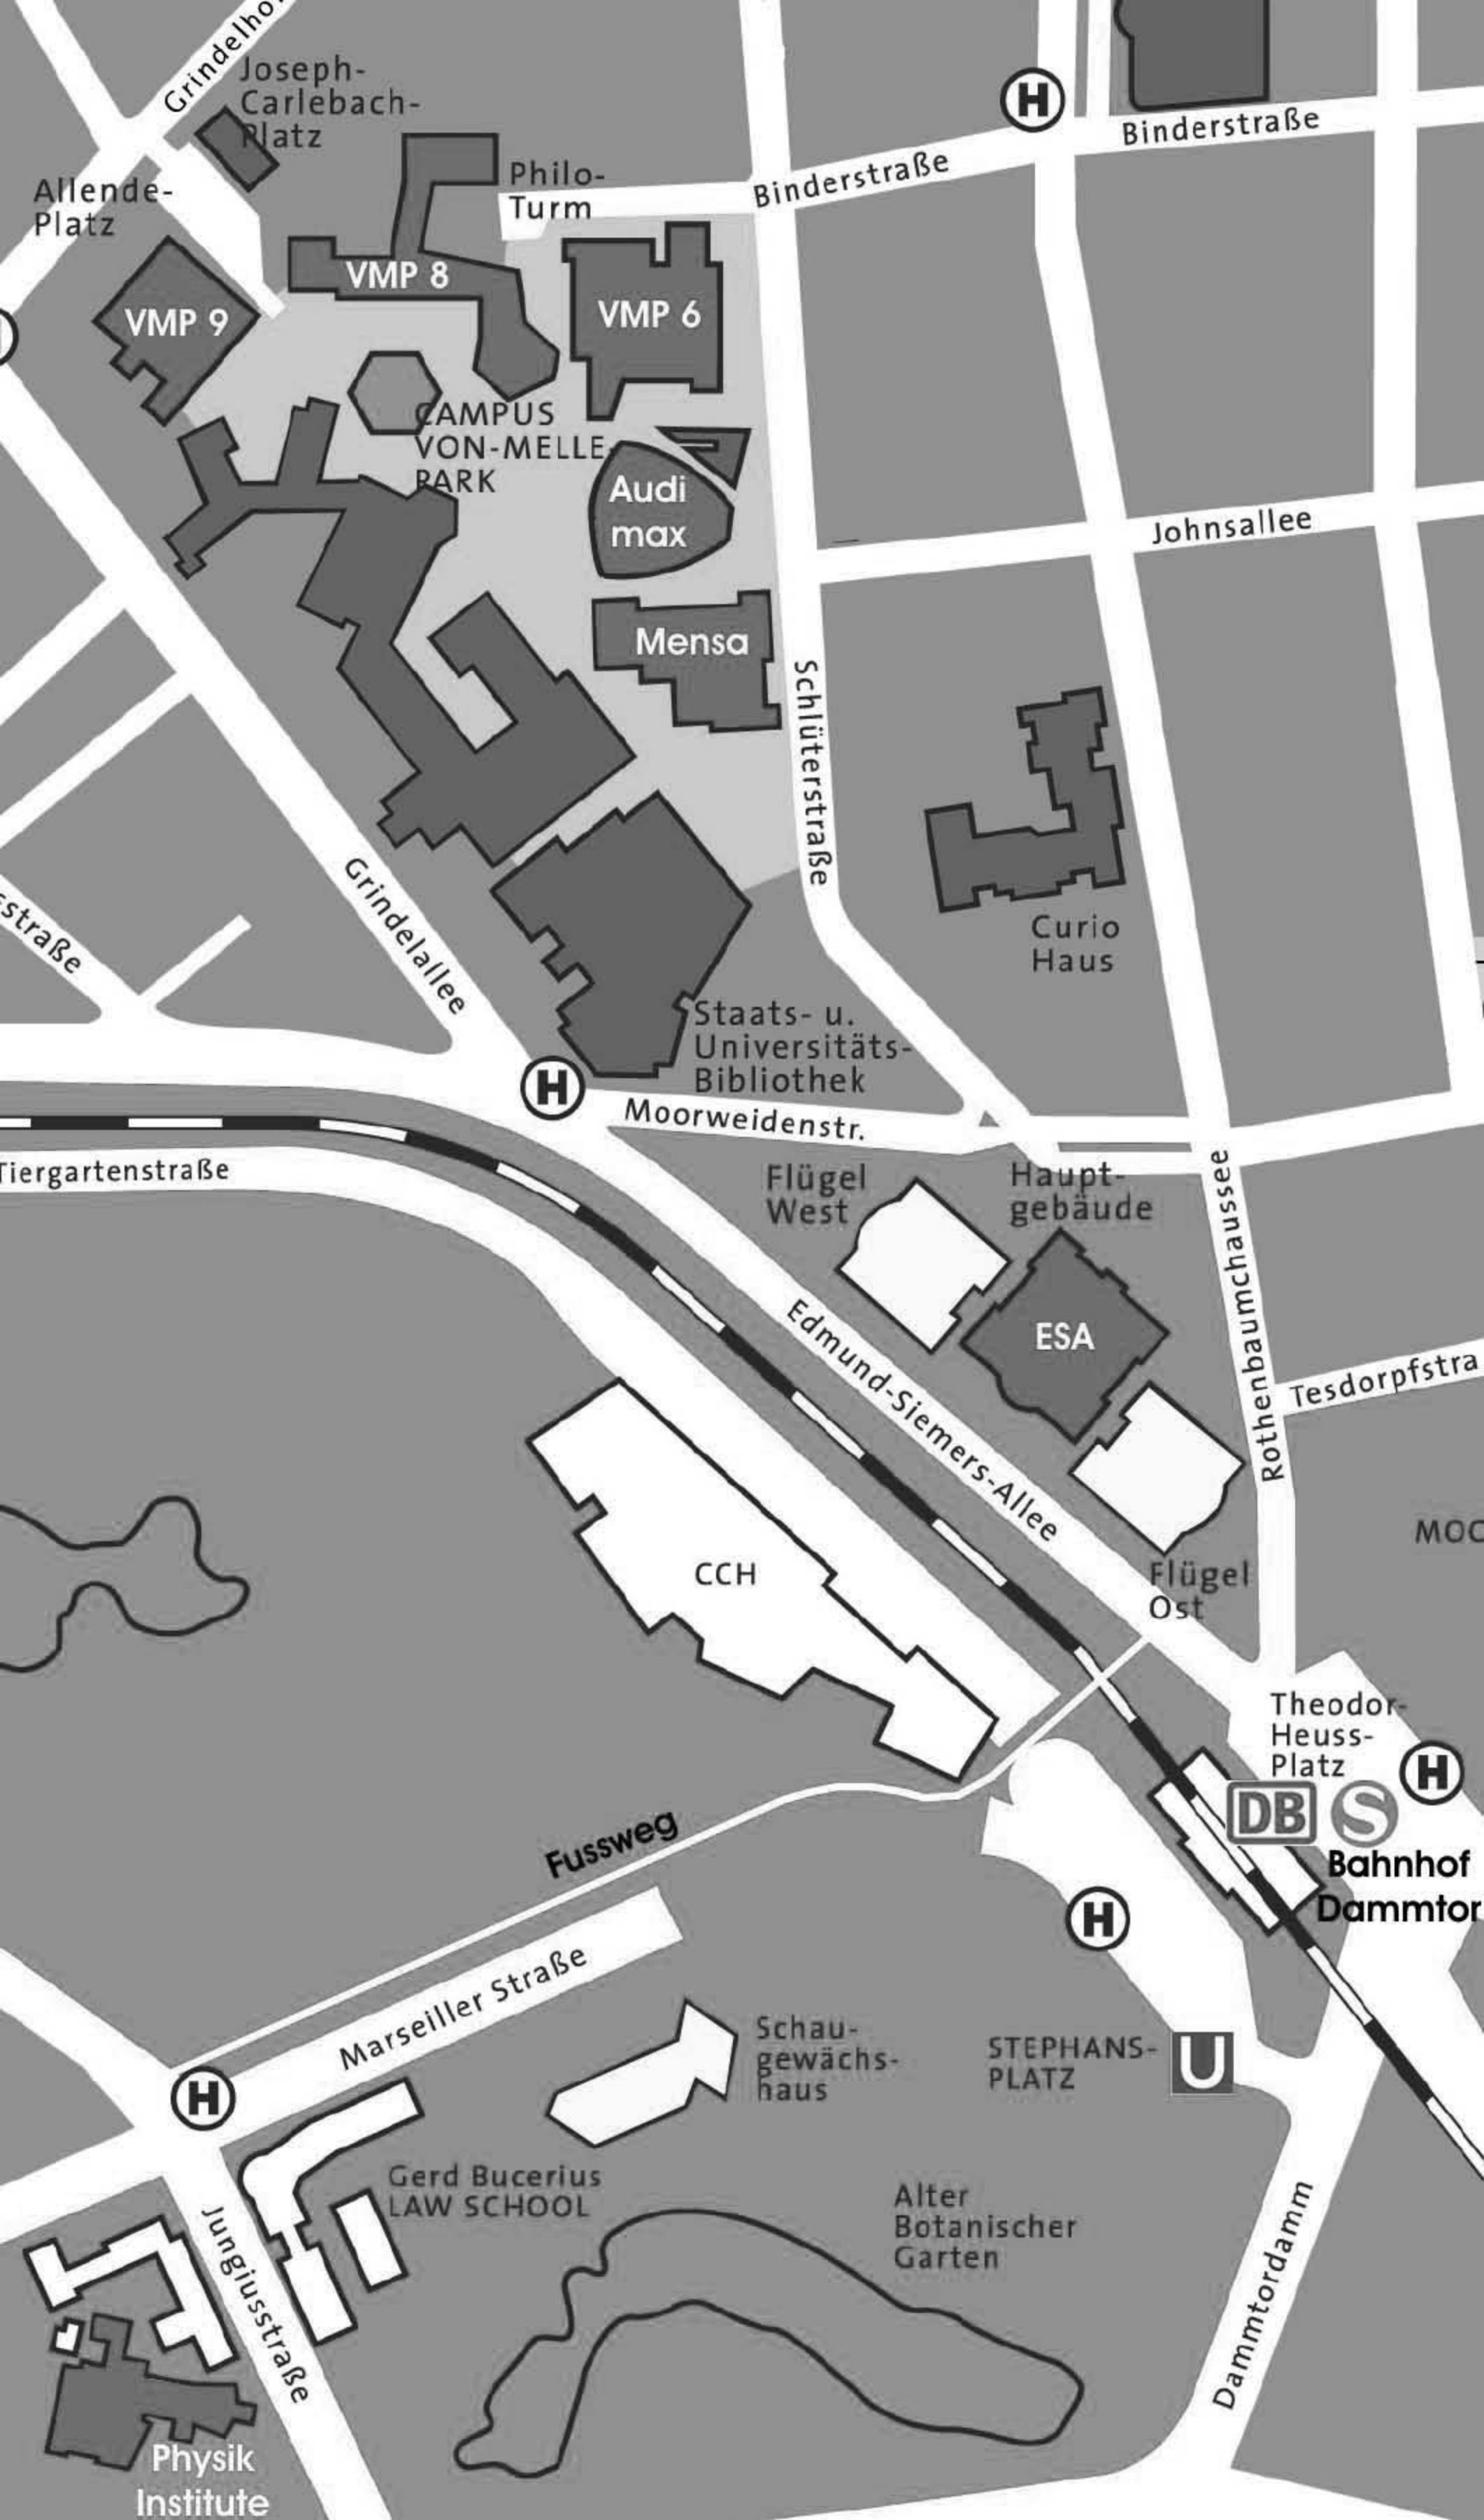 Grindelho
Joseph-
Carlebach-
Platz
H
Binderstraße
Binderstraße
Allende-
Platz
Philo-
Turm
VMP 8
VMP 6
VMP 9
CAMPUS
VON-MELLE-
PARK
Audi
max
Johnsallee
Mensa
Schlüterstraße
Curio
Haus
Grindelallee
sstraße
Staats- u.
Universitäts-
Bibliothek
H
Moorweidenstr.
Tiergartenstraße
Flügel
West
Haupt-
gebäude
ESA
Rothenbaumchaussee
Edmund-Siemers-Allee
Tesdorpfstra
MOO
CCH
Flügel
Ost
Theodor-
Heuss-
Platz
H
DB
S
Bahnhof
Dammtor
Fussweg
H
Marseiller Straße
Schau-
gewächs-
haus
STEPHANS-
PLATZ
U
H
Gerd Bucerius
LAW SCHOOL
Alter
Botanischer
Garten
Jungiusstraße
Dammtordamm
Physik
Institute